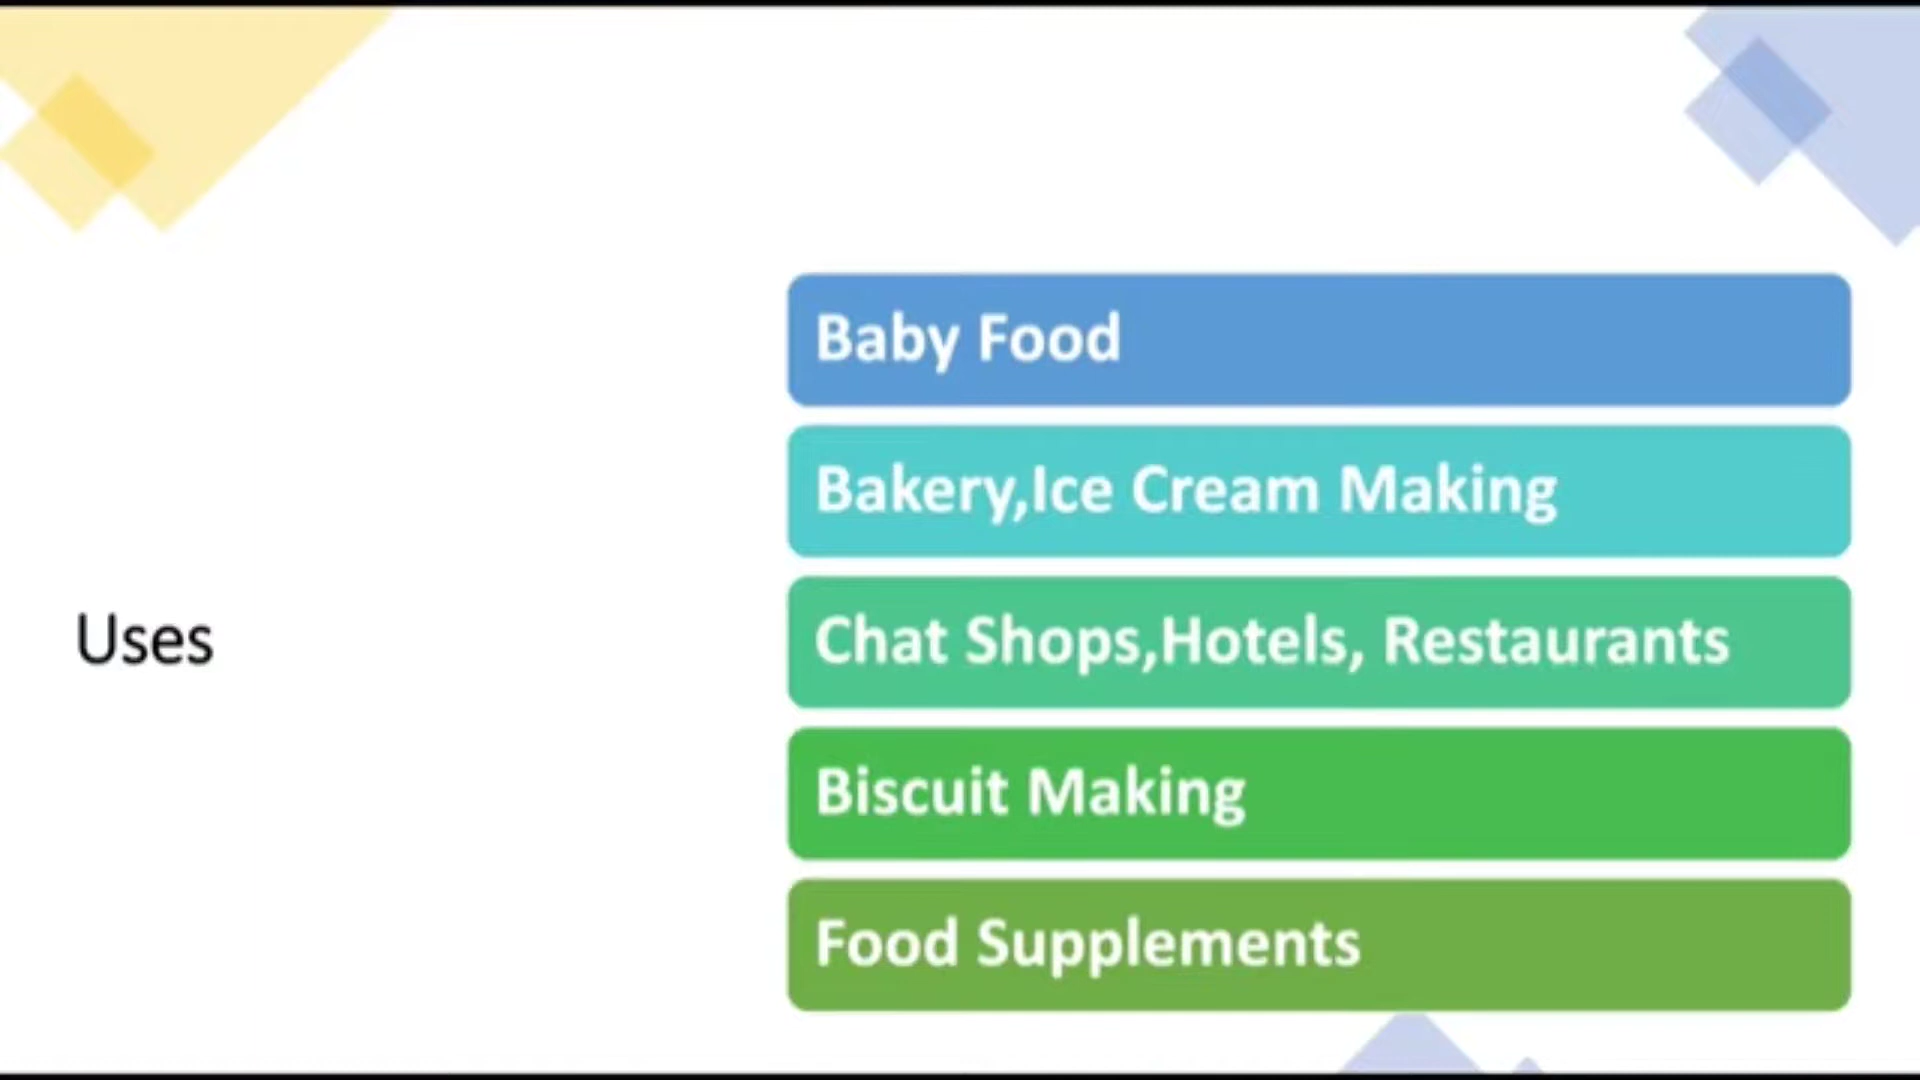 Uses
Baby Food
Bakery,Ice Cream Making
Chat Shops,Hotels, Restaurants
Biscuit Making
Food Supplements